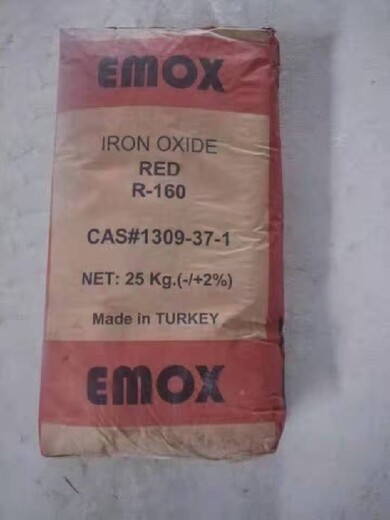 EMOX
IRON OXIDE
RED
R-160
CAS#1309-37-1
NET: 25 Kg.(-/+2%)
Made in TURKEY
EMOX